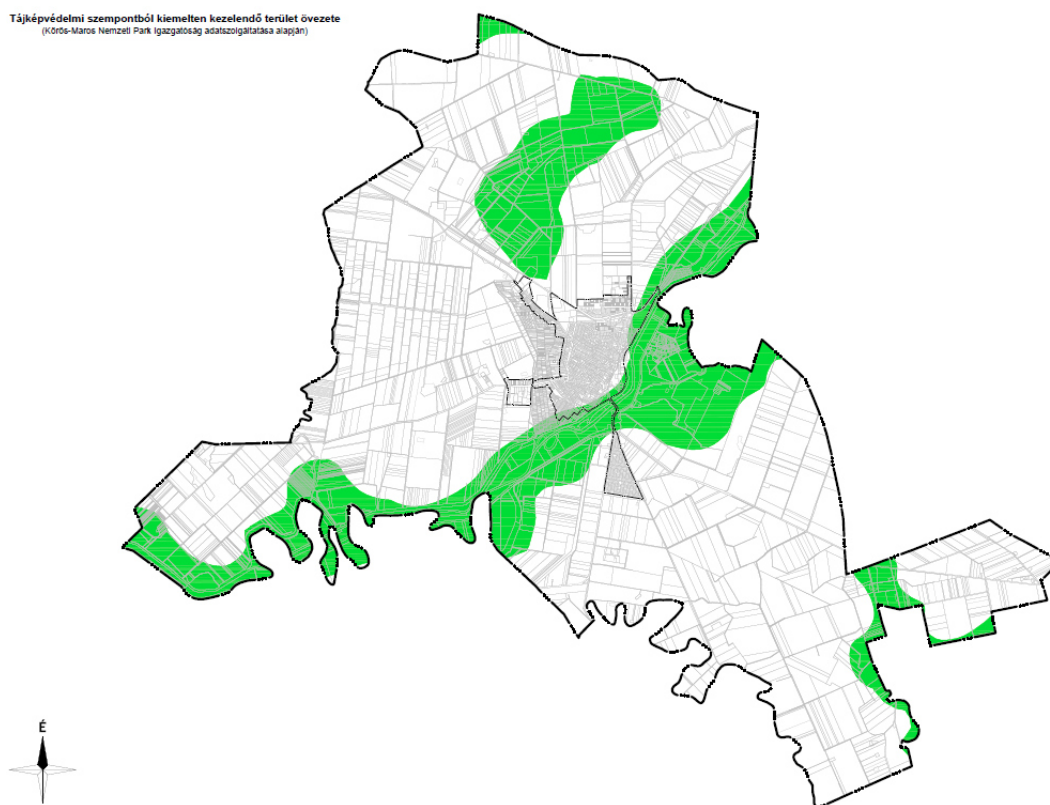 Tájképvédelmi szempontból kiemelten kezelendő terület övezete
(Körös-Maros Nemzeti Park Igazgatóság adatszolgáltatása alapján)
É